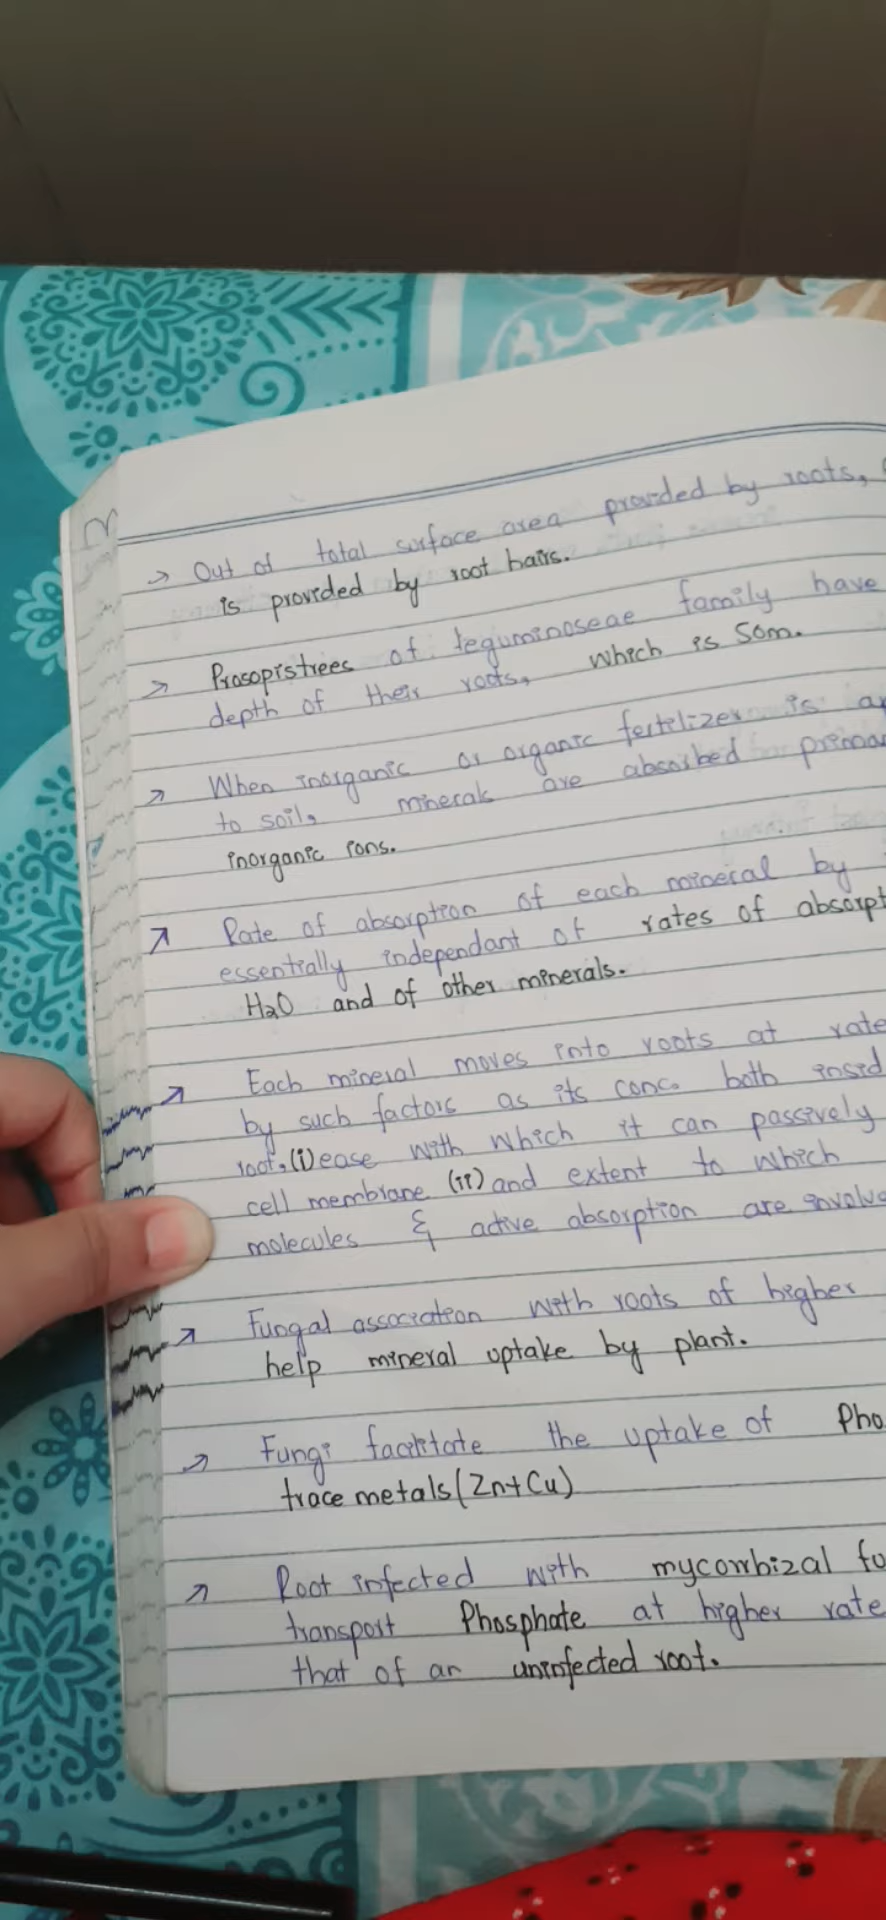 → Out of total surface area provided by roots,
is provided by root hairs.
→ Prosopistrees of leguminoseae family have
depth of their roots, which is 50m.
→ When inorganic or organic fertilizer is
to soil, minerals are absorbed
inorganic ions.
→ Rate of absorption of each mineral by
essentially independant of rates of absorpt
H₂O and of other minerals.
→ Each mineral moves into roots at rate
by such factors as its conc. both insid
root. (i) ease with which it can passively
cell membrane (ii) and extent to which
molecules & active absorption are involve
→ Fungal association with roots of higher
help mineral uptake by plant.
→ Fungi facilitate the uptake of Pho
trace metals (Zn+Cu)
→ Root infected with mycorrhizal fu
transport Phosphate at higher rate
that of an uninfected root.